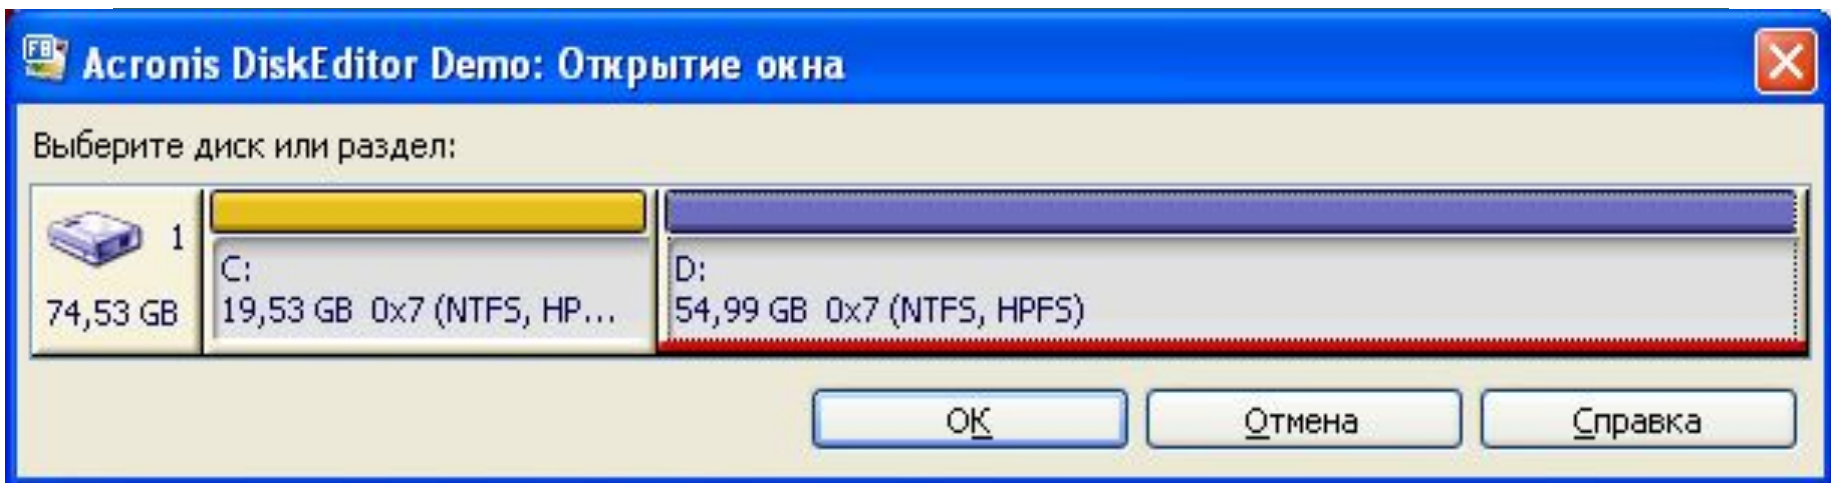 Acronis DiskEditor Demo: Открытие окна
Выберите диск или раздел:
1
74,53 GB
C:
19,53 GB 0x7 (NTFS, HP...
D:
54,99 GB 0x7 (NTFS, HPFS)
OK
Отмена
Справка